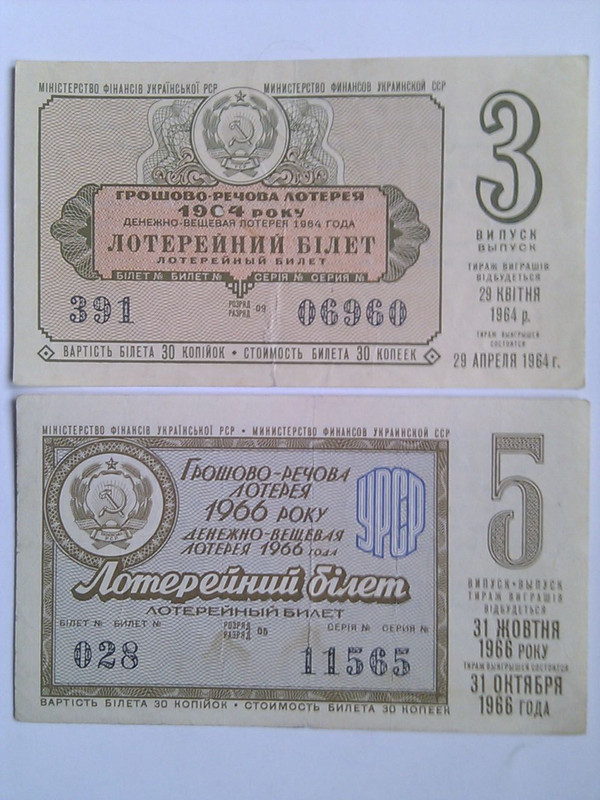 МІНІСТЕРСТВО ФІНАНСІВ УКРАЇНСЬКОЇ РСР МИНИСТЕРСТВО ФИНАНСОВ УКРАИНСКОЙ ССР
ГРОШОВО-РЕЧОВА ЛОТЕРЕЯ
1964 РОКУ
ДЕНЕЖНО-ВЕЩЕВАЯ ЛОТЕРЕЯ 1964 ГОДА
ЛОТЕРЕЙНИЙ БІЛЕТ
ЛОТЕРЕЙНЫЙ БИЛЕТ
БІЛЕТ № БИЛЕТ № СЕРІЯ № СЕРИЯ №
391 РОЗРЯД РАЗРЯД 09 06960
ВАРТІСТЬ БІЛЕТА 30 КОПІЙОК • СТОИМОСТЬ БИЛЕТА 30 КОПЕЕК
3
ВИПУСК
ВЫПУСК
ТИРАЖ ВИГРАШІВ
ВІДБУДЕТЬСЯ
29 КВІТНЯ
1964 р.
ТИРАЖ ВЫИГРЫШЕЙ
СОСТОИТСЯ
29 АПРЕЛЯ 1964 г.
МІНІСТЕРСТВО ФІНАНСІВ УКРАЇНСЬКОЇ РСР • МИНИСТЕРСТВО ФИНАНСОВ УКРАИНСКОЙ ССР
ГРОШОВО-РЕЧОВА
ЛОТЕРЕЯ
1966 РОКУ
ДЕНЕЖНО-ВЕЩЕВАЯ
ЛОТЕРЕЯ 1966 ГОДА
УРСР
Лотерейний білет
ЛОТЕРЕЙНЫЙ БИЛЕТ
БІЛЕТ № БИЛЕТ № РОЗРЯД РАЗРЯД 06 СЕРІЯ № СЕРИЯ №
028 11565
ВАРТІСТЬ БІЛЕТА 30 КОПІЙОК • СТОИМОСТЬ БИЛЕТА 30 КОПЕЕК
5
ВИПУСК • ВЫПУСК
ТИРАЖ ВИГРАШІВ
ВІДБУДЕТЬСЯ
31 ЖОВТНЯ
1966 РОКУ
ТИРАЖ ВЫИГРЫШЕЙ СОСТОИТСЯ
31 ОКТЯБРЯ
1966 ГОДА